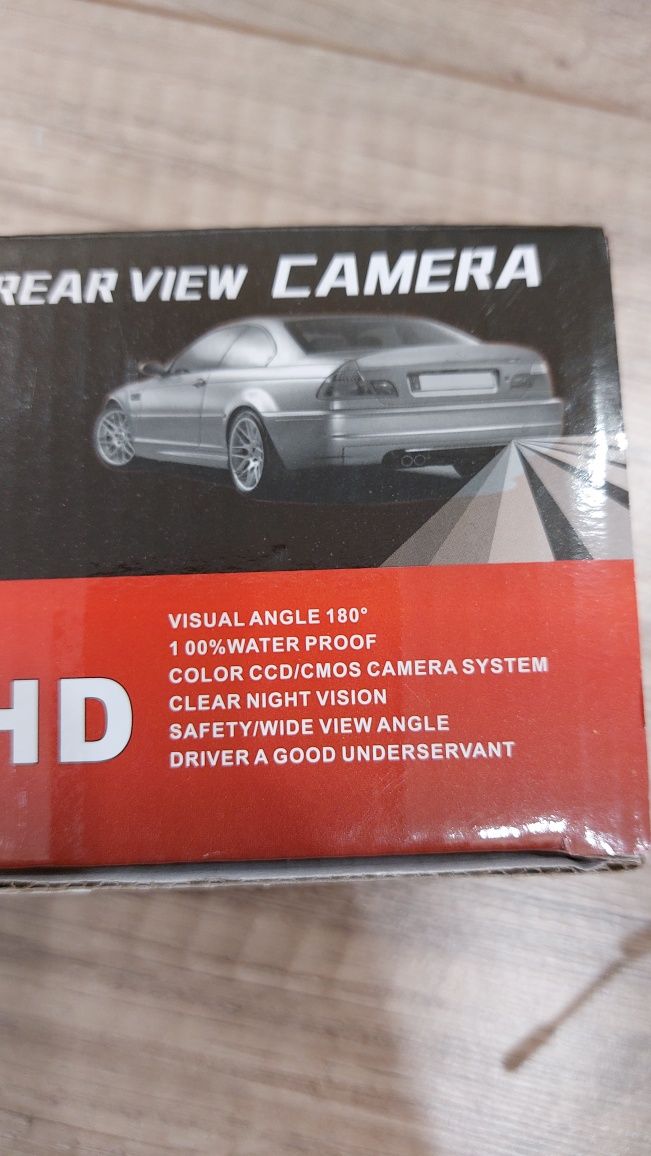 REAR VIEW CAMERA
HD
VISUAL ANGLE 180°
1 00%WATER PROOF
COLOR CCD/CMOS CAMERA SYSTEM
CLEAR NIGHT VISION
SAFETY/WIDE VIEW ANGLE
DRIVER A GOOD UNDERSERVANT